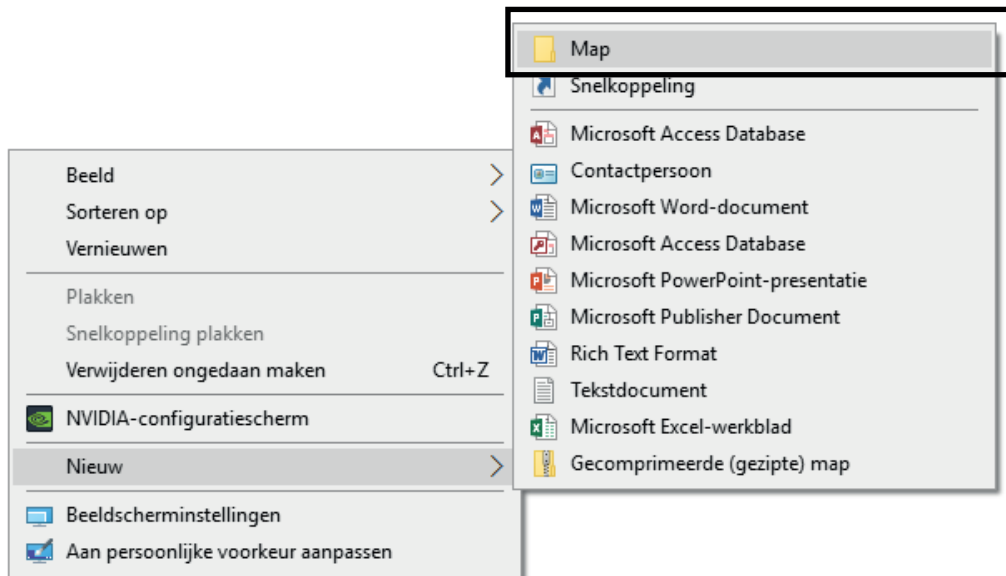 Map
Snelkoppeling
Microsoft Access Database
Contactpersoon
Microsoft Word-document
Microsoft Access Database
Microsoft PowerPoint-presentatie
Microsoft Publisher Document
Rich Text Format
Tekstdocument
Microsoft Excel-werkblad
Gecomprimeerde (gezipte) map
Beeld
Sorteren op
Vernieuwen
Plakken
Snelkoppeling plakken
Verwijderen ongedaan maken Ctrl+Z
NVIDIA-configuratiescherm
Nieuw
Beeldscherminstellingen
Aan persoonlijke voorkeur aanpassen